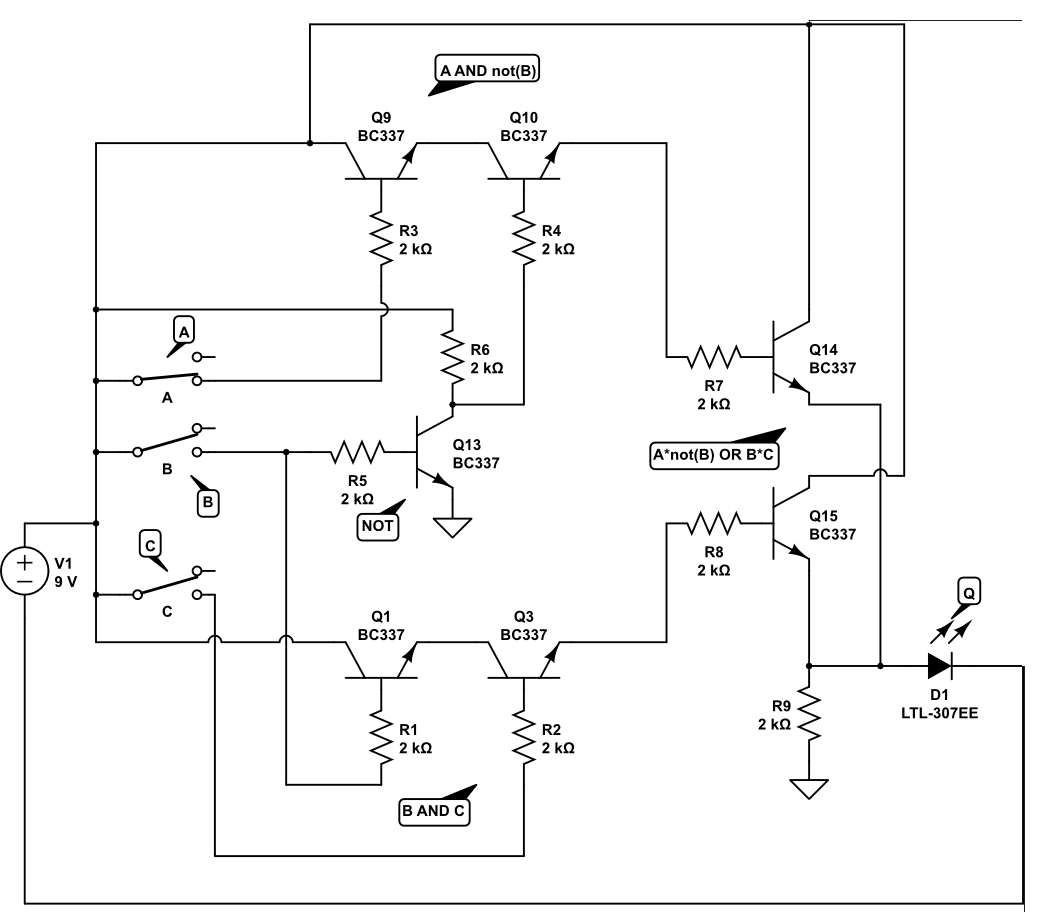 A AND not(B)
Q9
BC337
Q10
BC337
R3
2 kΩ
R4
2 kΩ
A
R6
2 kΩ
Q14
BC337
A
R7
2 kΩ
B
Q13
BC337
A*not(B) OR B*C
R5
2 kΩ
B
NOT
Q15
BC337
C
V1
9 V
R8
2 kΩ
C
Q
Q1
BC337
Q3
BC337
D1
LTL-307EE
R9
2 kΩ
R1
2 kΩ
R2
2 kΩ
B AND C